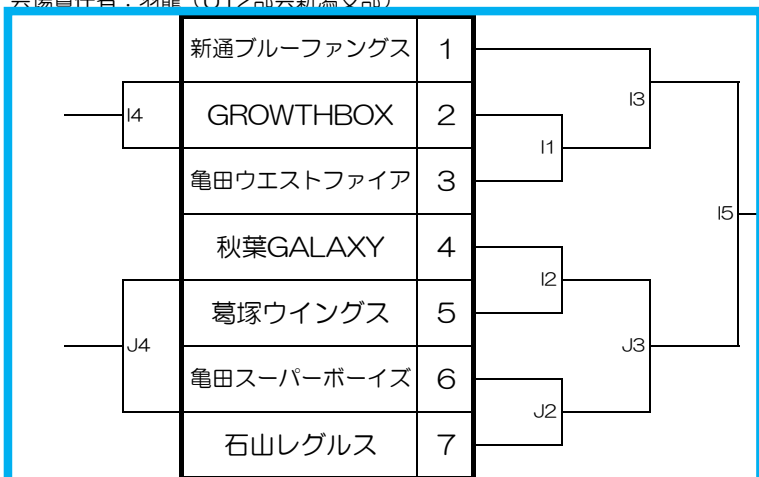 新通ブルーファングス 1
I3
I4 GROWTHBOX 2
I1
亀田ウエストファイア 3
I5
秋葉GALAXY 4
I2
葛塚ウイングス 5
J4 J3
亀田スーパーボーイズ 6
J2
石山レグルス 7